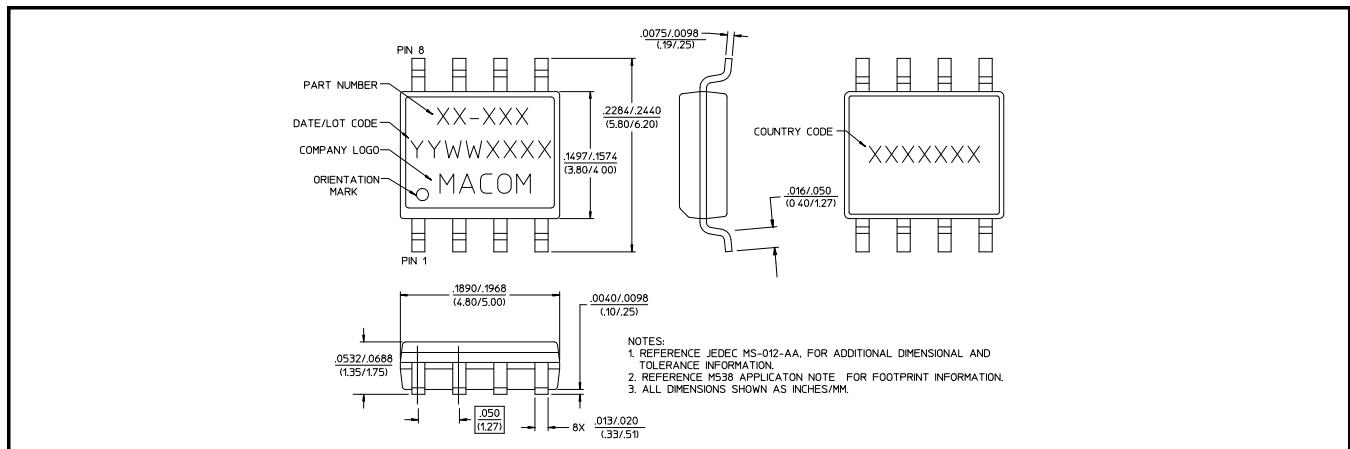 PIN 8
PART NUMBER
XX-XXX
DATE/LOT CODE
YYWWXXXX
COMPANY LOGO
MACOM
ORIENTATION
MARK
PIN 1
.2284/.2440
(5.80/6.20)
.1497/.1574
(3.80/4 00)
.0075/.0098
(.19/.25)
.016/.050
(0 40/1.27)
COUNTRY CODE
XXXXXXX
.1890/.1968
(4.80/5.00)
.0040/.0098
(.10/.25)
.0532/.0688
(1.35/1.75)
.050
(1.27)
8X
.013/.020
(.33/.51)
NOTES:
1. REFERENCE JEDEC MS-012-AA, FOR ADDITIONAL DIMENSIONAL AND
TOLERANCE INFORMATION.
2. REFERENCE M538 APPLICATON NOTE FOR FOOTPRINT INFORMATION.
3. ALL DIMENSIONS SHOWN AS INCHES/MM.